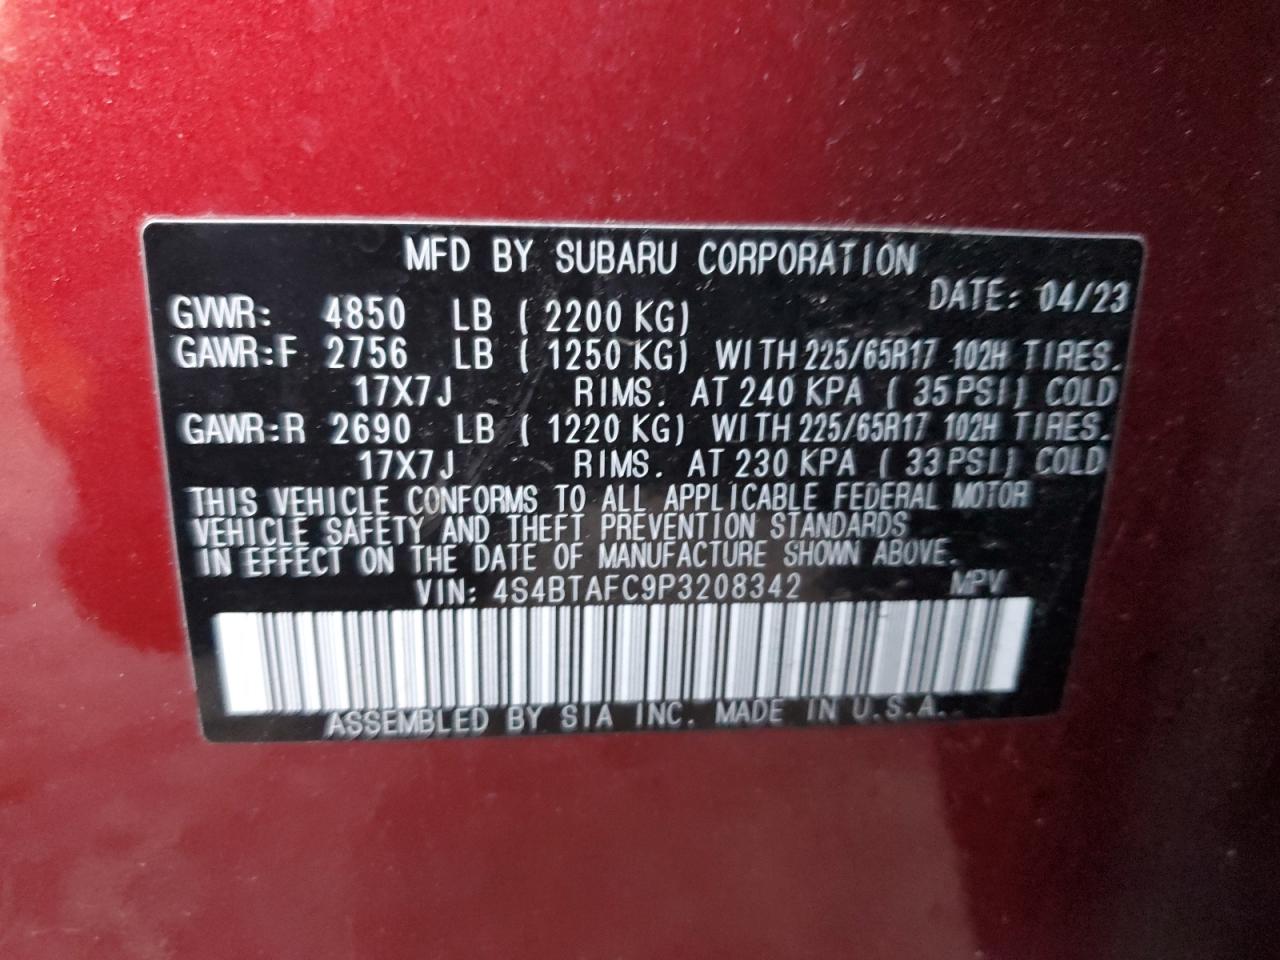 MFD BY SUBARU CORPORATION
DATE: 04/23
GVWR: 4850 LB ( 2200 KG)
GAWR:F 2756 LB ( 1250 KG) WITH 225/65R17 102H TIRES.
17X7J RIMS. AT 240 KPA ( 35 PSI) COLD
GAWR:R 2690 LB ( 1220 KG) WITH 225/65R17 102H TIRES.
17X7J RIMS. AT 230 KPA ( 33 PSI) COLD
THIS VEHICLE CONFORMS TO ALL APPLICABLE FEDERAL MOTOR
VEHICLE SAFETY AND THEFT PREVENTION STANDARDS
IN EFFECT ON THE DATE OF MANUFACTURE SHOWN ABOVE.
VIN: 4S4BTAFC9P3208342 MPV
ASSEMBLED BY SIA INC. MADE IN U.S.A.